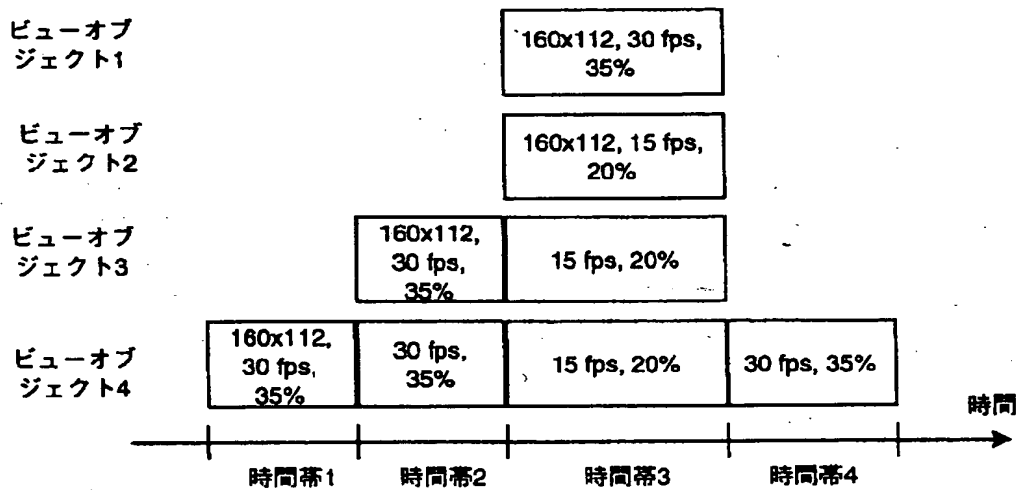 ビューオブ
ジェクト1
160x112, 30 fps,
35%
ビューオブ
ジェクト2
160x112, 15 fps,
20%
ビューオブ
ジェクト3
160x112,
30 fps,
35%
15 fps, 20%
ビューオブ
ジェクト4
160x112,
30 fps,
35%
30 fps,
35%
15 fps, 20%
30 fps, 35%
時間
時間帯1
時間帯2
時間帯3
時間帯4